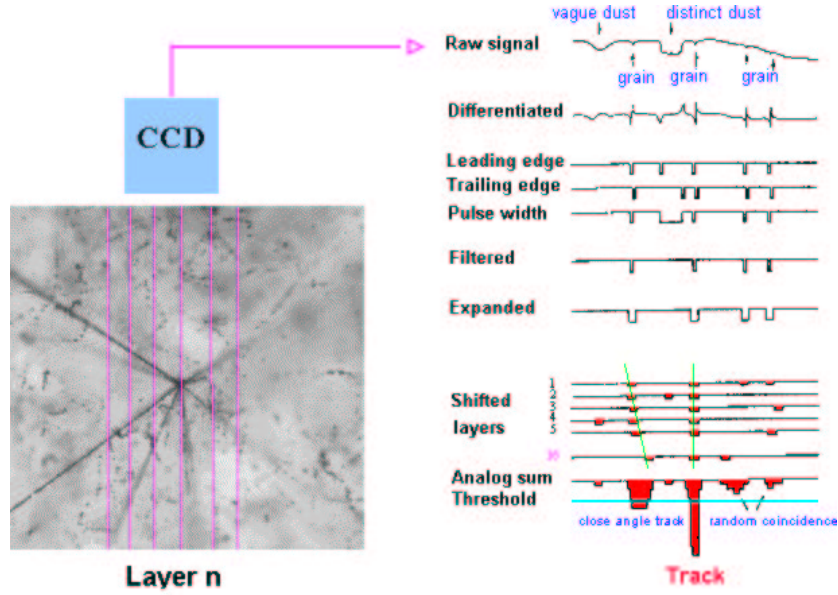 vague dust distinct dust
Raw signal
grain grain grain
CCD
Differentiated
Leading edge
Trailing edge
Pulse width
Filtered
Expanded
Shifted
layers
1
2
3
4
5
16
Analog sum
Threshold
close angle track random coincidence
Layer n
Track